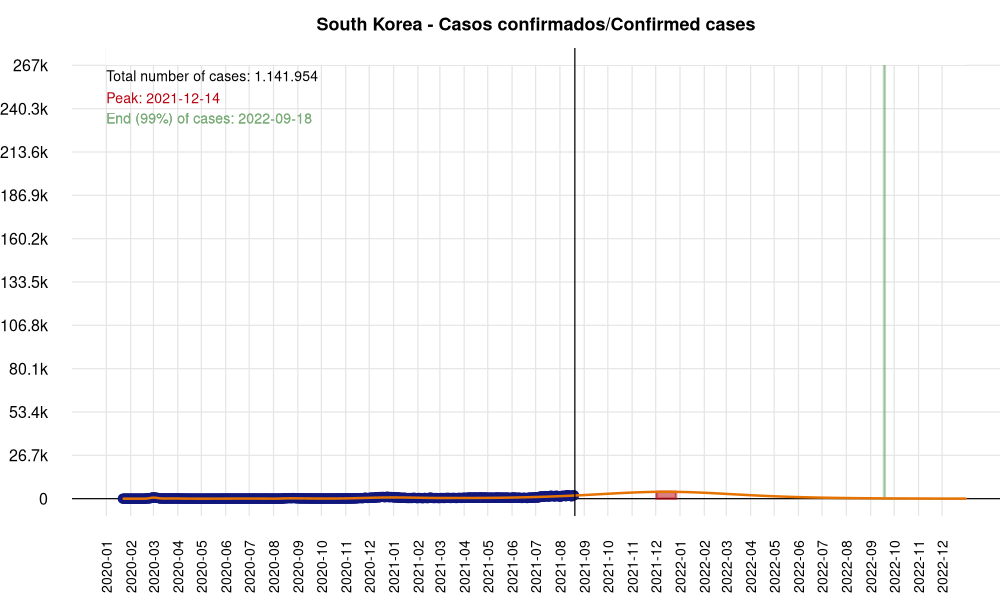 South Korea - Casos confirmados/Confirmed cases
267k
Total number of cases: 1.141.954
Peak: 2021-12-14
240.3k
End (99%) of cases: 2022-09-18
213.6k
186.9k
160.2k
133.5k
106.8k
80.1k
53.4k
26.7k
0
2020-01
2020-02
2020-03
2020-04
2020-05
2020-06
2020-07
2020-08
2020-09
2020-10
2020-11
2020-12
2021-01
2021-02
2021-03
2021-04
2021-05
2021-06
2021-07
2021-08
2021-09
2021-10
2021-11
2021-12
2022-01
2022-02
2022-03
2022-04
2022-05
2022-06
2022-07
2022-08
2022-09
2022-10
2022-11
2022-12